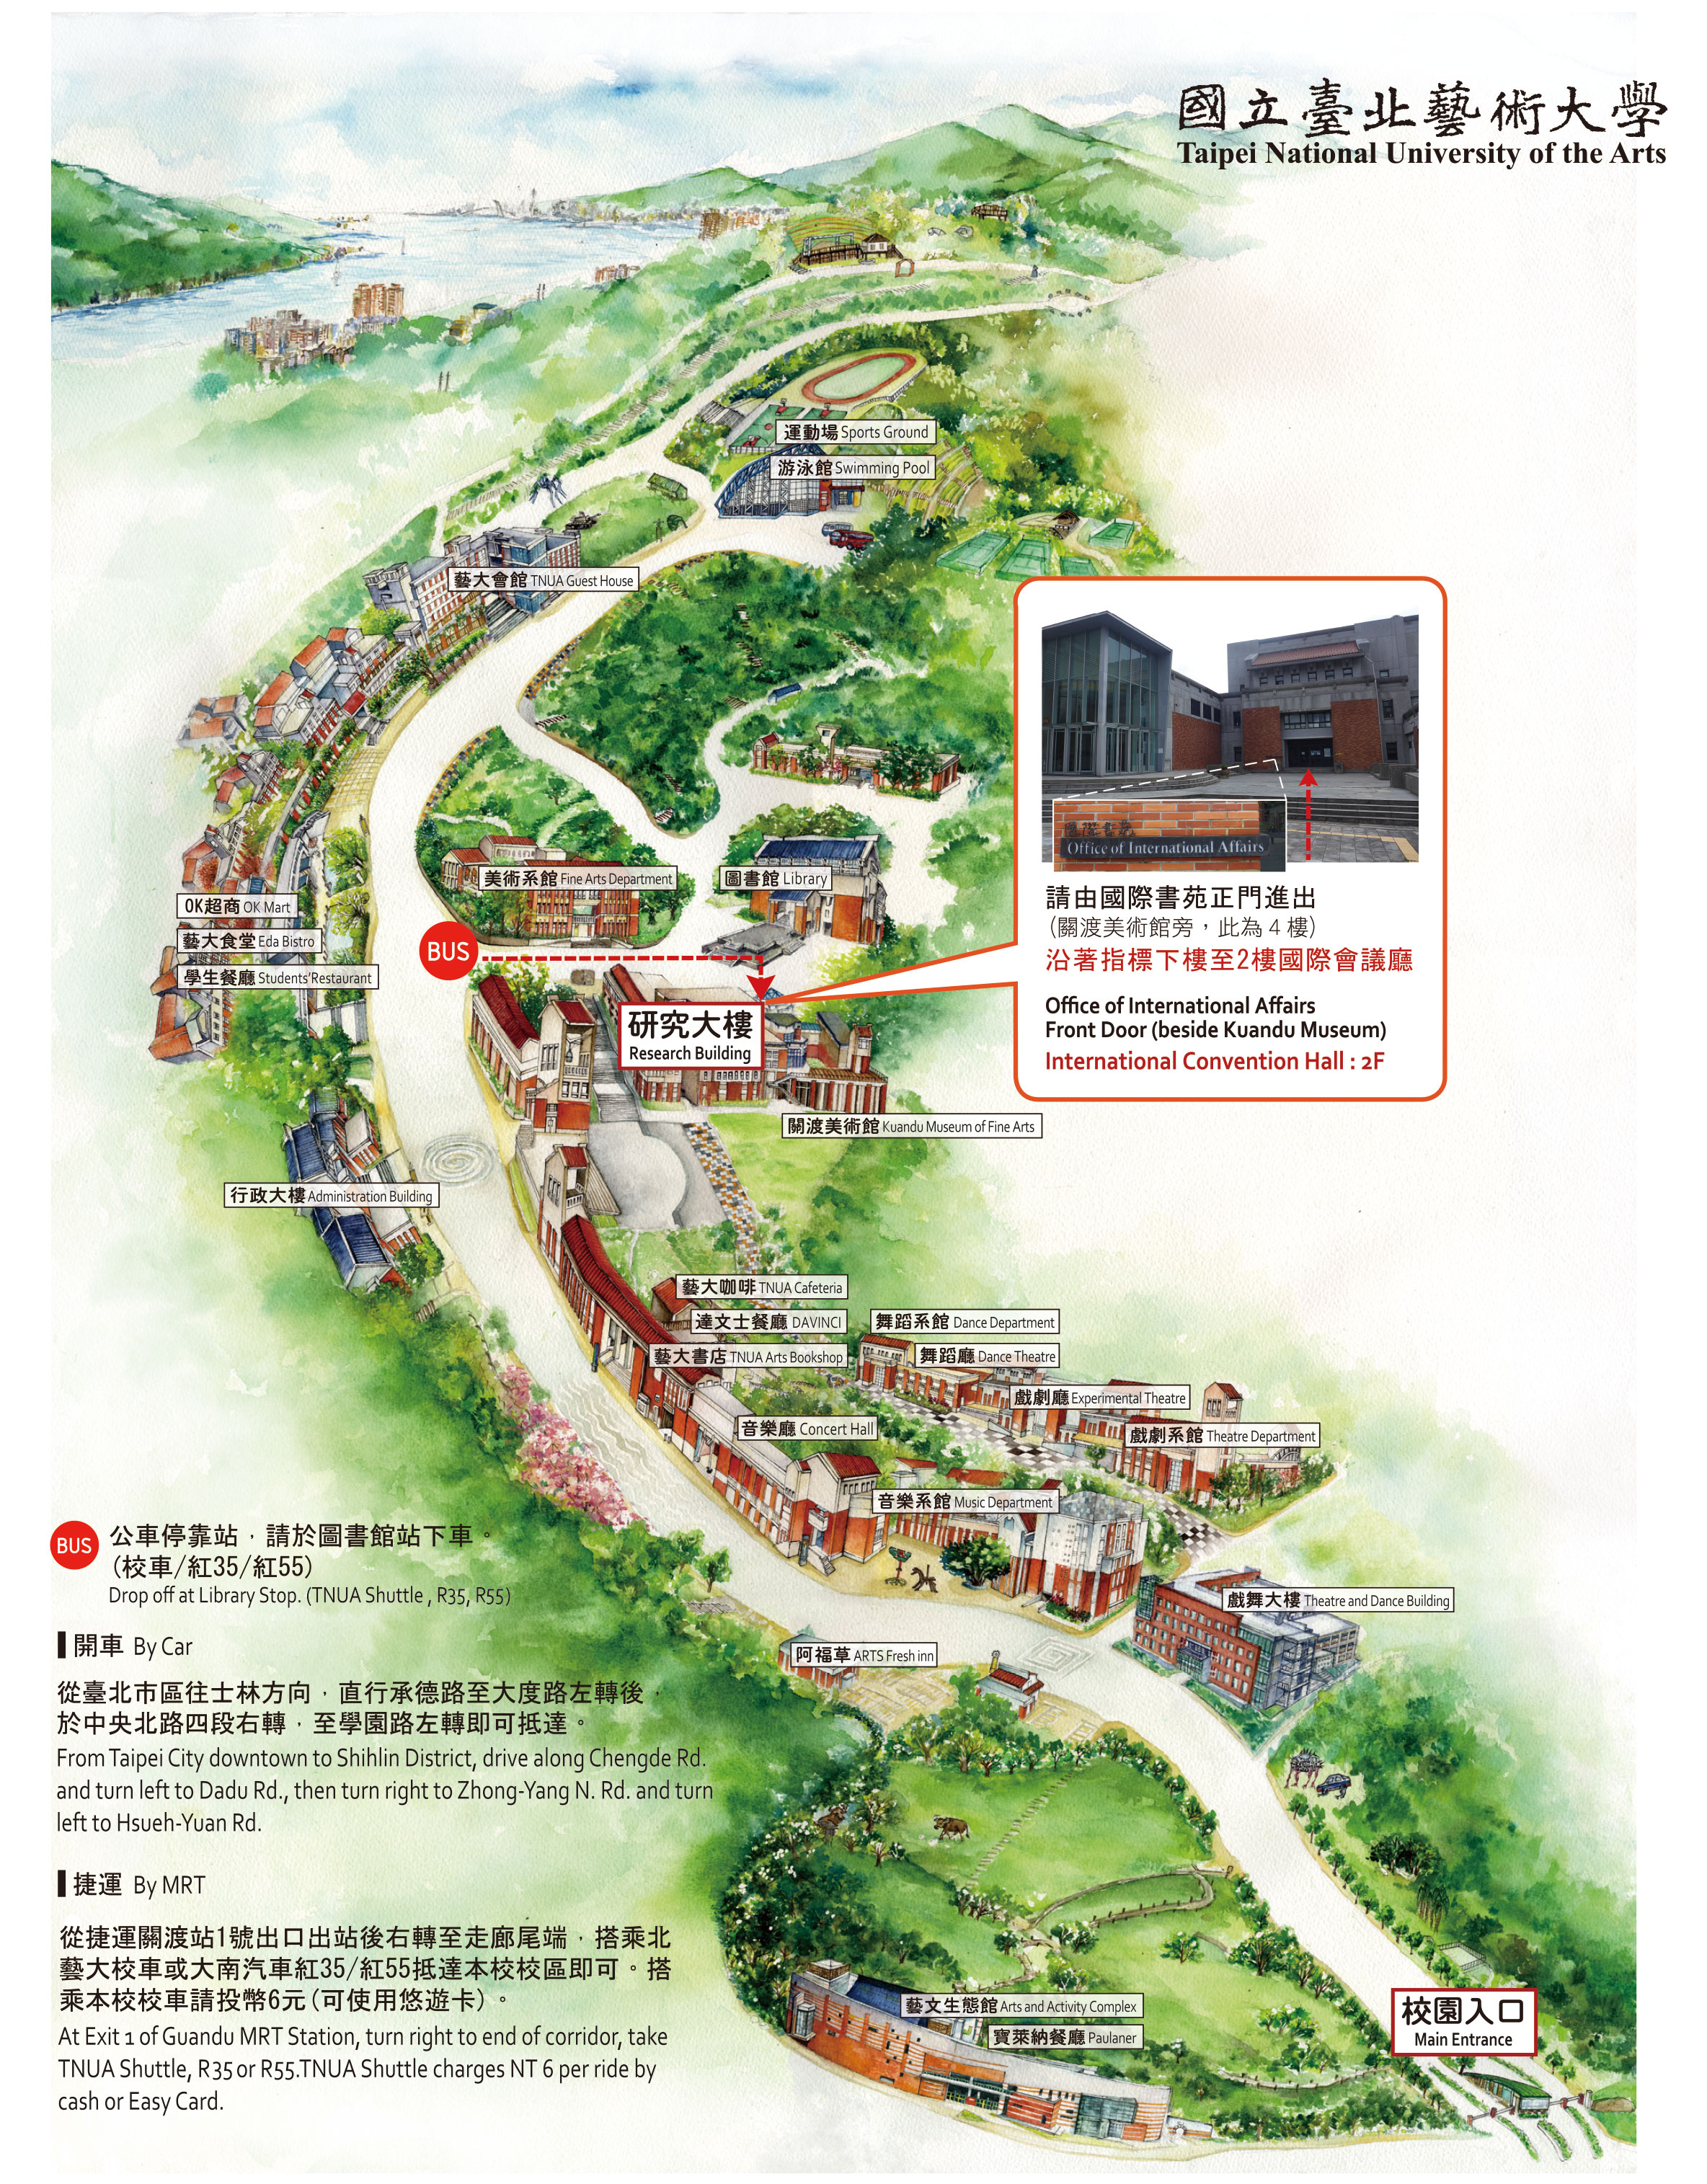 國立臺北藝術大學
Taipei National University of the Arts
運動場 Sports Ground
游泳館 Swimming Pool
藝大會館 TNUA Guest House
Office of International Affairs
請由國際書苑正門進出
(關渡美術館旁，此為 4 樓)
沿著指標下樓至2樓國際會議廳
Office of International Affairs
Front Door (beside Kuandu Museum)
International Convention Hall : 2F
美術系館 Fine Arts Department
圖書館 Library
OK超商 OK Mart
藝大食堂 Eda Bistro
學生餐廳 Students'Restaurant
BUS
研究大樓
Research Building
關渡美術館 Kuandu Museum of Fine Arts
行政大樓 Administration Building
藝大咖啡 TNUA Cafeteria
達文士餐廳 DAVINCI
藝大書店 TNUA Arts Bookshop
舞蹈系館 Dance Department
舞蹈廳 Dance Theatre
戲劇廳 Experimental Theatre
戲劇系館 Theatre Department
音樂廳 Concert Hall
音樂系館 Music Department
戲舞大樓 Theatre and Dance Building
阿福草 ARTS Fresh inn
藝文生態館 Arts and Activity Complex
寶萊納餐廳 Paulaner
校園入口
Main Entrance
BUS
公車停靠站，請於圖書館站下車。
(校車/紅35/紅55)
Drop off at Library Stop. (TNUA Shuttle , R35, R55)
開車 By Car
從臺北市區往士林方向，直行承德路至大度路左轉後，
於中央北路四段右轉，至學園路左轉即可抵達。
From Taipei City downtown to Shihlin District, drive along Chengde Rd.
and turn left to Dadu Rd., then turn right to Zhong-Yang N. Rd. and turn
left to Hsueh-Yuan Rd.
捷運 By MRT
從捷運關渡站1號出口出站後右轉至走廊尾端，搭乘北
藝大校車或大南汽車紅35/紅55抵達本校校區即可。搭
乘本校校車請投幣6元(可使用悠遊卡)。
At Exit 1 of Guandu MRT Station, turn right to end of corridor, take
TNUA Shuttle, R35 or R55.TNUA Shuttle charges NT 6 per ride by
cash or Easy Card.